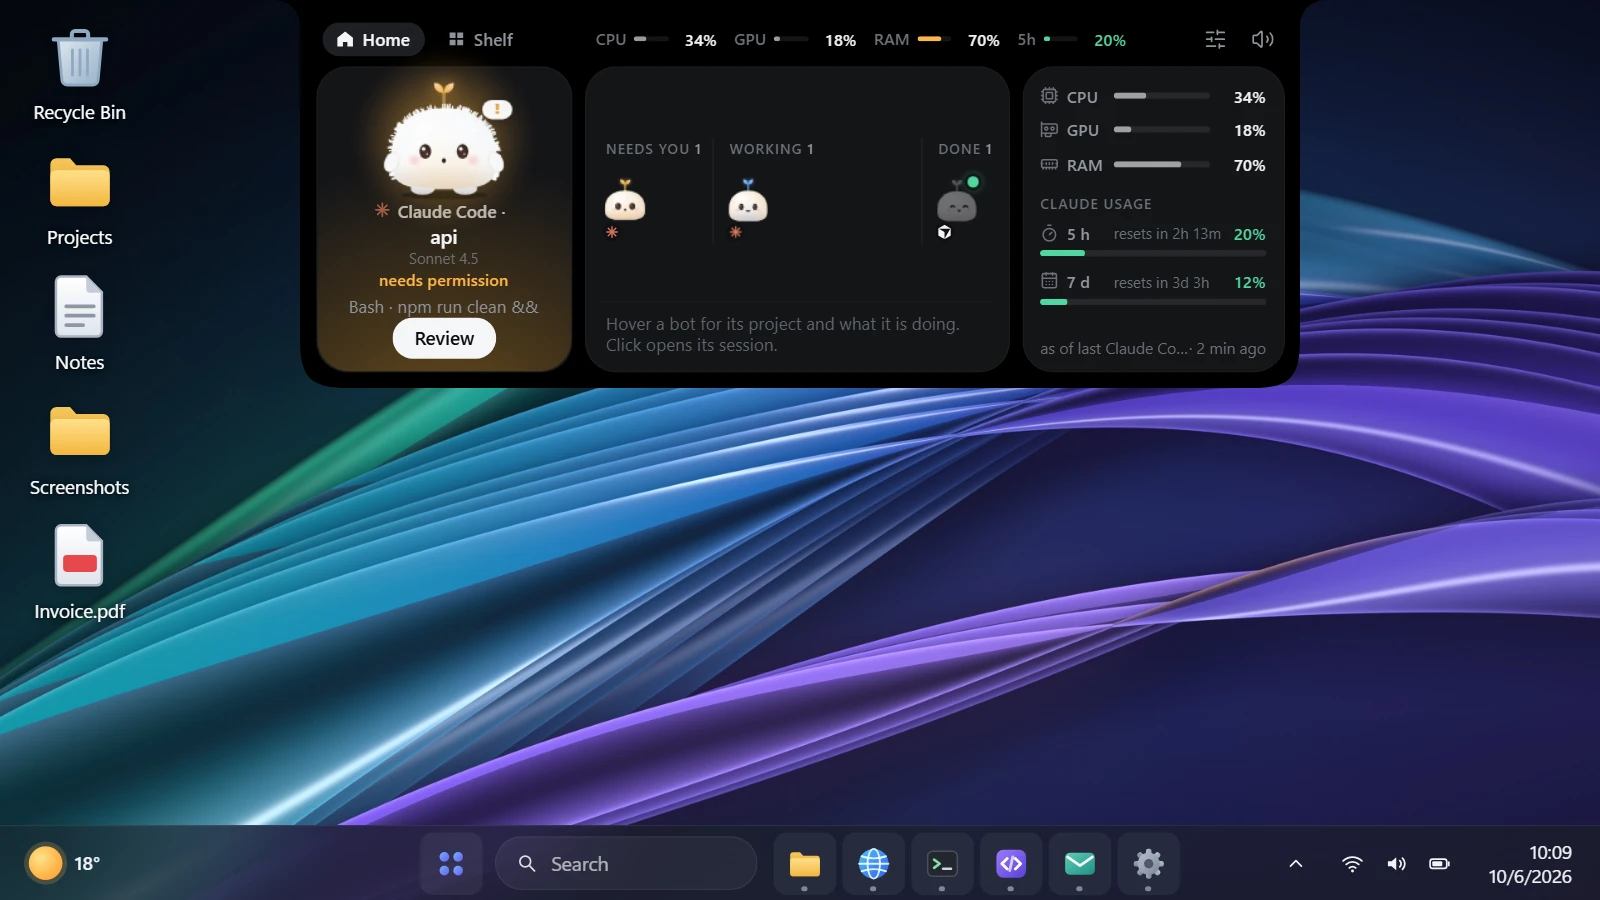 Home
Shelf
CPU 34% GPU 18% RAM 70% 5h 20%
Recycle Bin
Projects
Notes
Screenshots
Invoice.pdf
!
Claude Code ·
api
Sonnet 4.5
needs permission
Bash · npm run clean &&
Review
NEEDS YOU 1
WORKING 1
DONE 1
Hover a bot for its project and what it is doing.
Click opens its session.
CPU 34%
GPU 18%
RAM 70%
CLAUDE USAGE
5 h resets in 2h 13m 20%
7 d resets in 3d 3h 12%
as of last Claude Co...· 2 min ago
18°
Search
10:09
10/6/2026